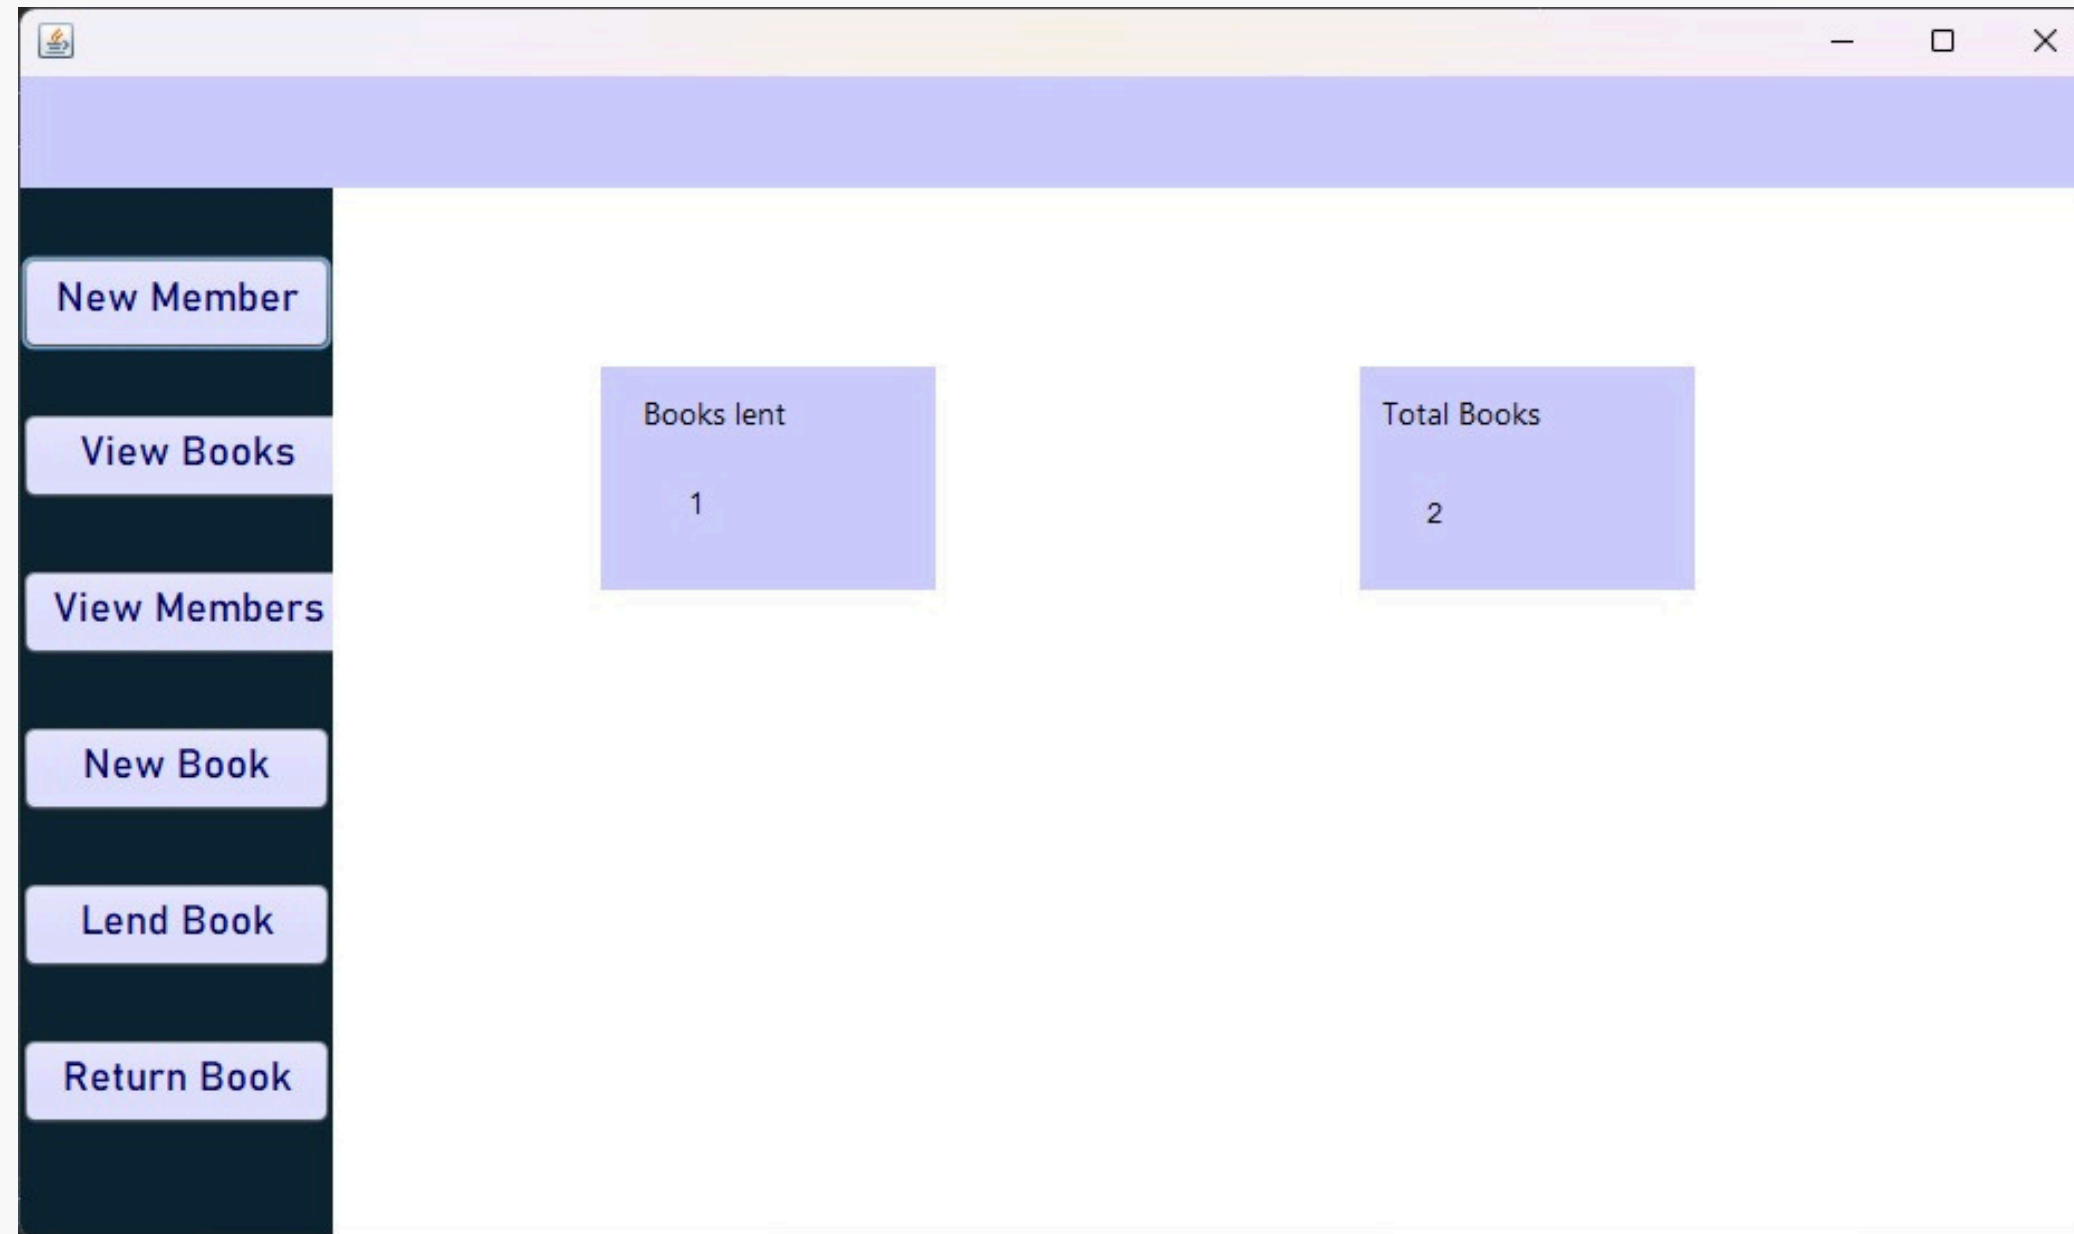 New Member
View Books
View Members
New Book
Lend Book
Return Book
Books lent
1
Total Books
2